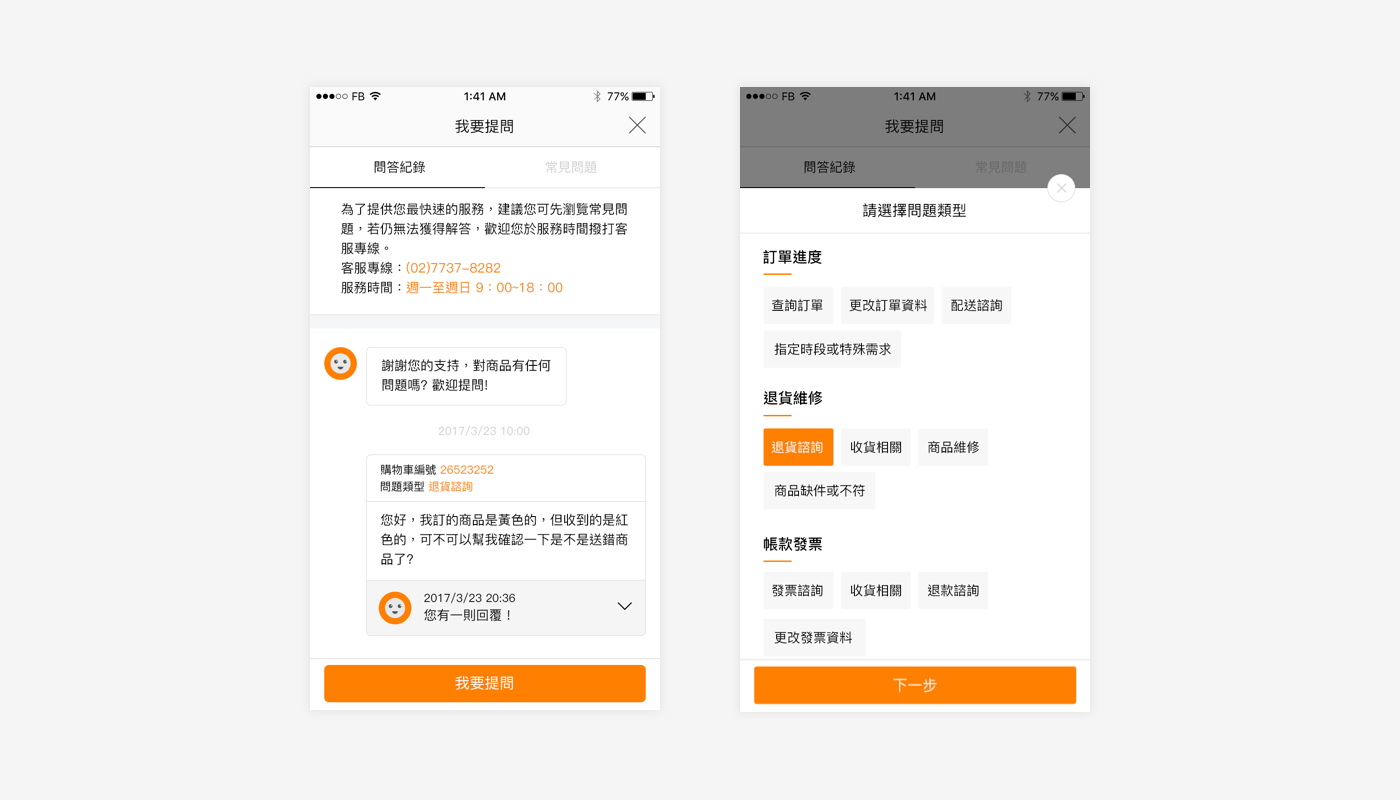 FB 1:41 AM 77%
我要提問
問答紀錄 常見問題
為了提供您最快速的服務，建議您可先瀏覽常見問
題，若仍無法獲得解答，歡迎您於服務時間撥打客
服專線。
客服專線：(02)7737-8282
服務時間：週一至週日 9：00~18：00
謝謝您的支持，對商品有任何
問題嗎? 歡迎提問!
2017/3/23 10:00
購物車編號 26523252
問題類型 退貨諮詢
您好，我訂的商品是黃色的，但收到的是紅
色的，可不可以幫我確認一下是不是送錯商
品了?
2017/3/23 20:36
您有一則回覆！
我要提問
FB 1:41 AM 77%
我要提問
問答紀錄 常見問題
請選擇問題類型
訂單進度
查詢訂單 更改訂單資料 配送諮詢
指定時段或特殊需求
退貨維修
退貨諮詢 收貨相關 商品維修
商品缺件或不符
帳款發票
發票諮詢 收貨相關 退款諮詢
更改發票資料
下一步